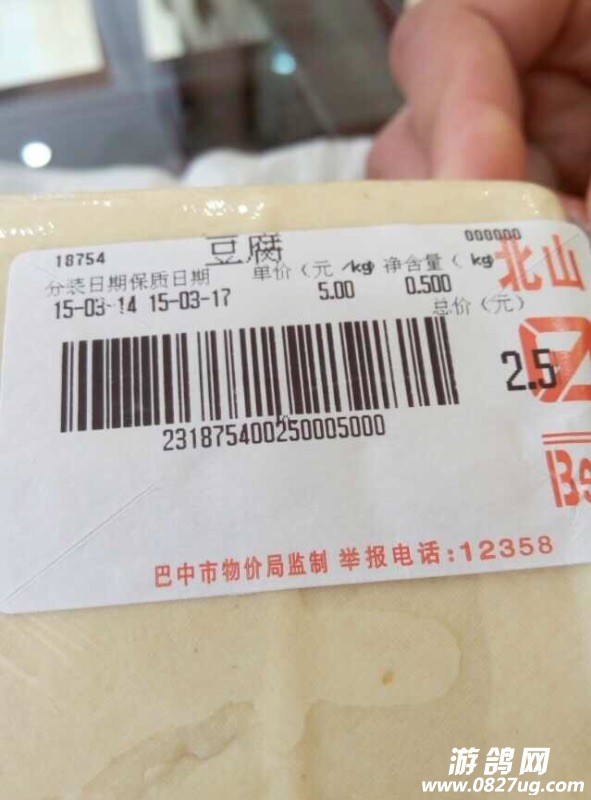 18754 豆腐 000000
北山
分装日期保质日期 单价(元/kg) 净含量(kg)
15-03-14 15-03-17 5.00 0.500
总价(元)
2.5
231875400250005000
巴中市物价局监制 举报电话:12358
游鸽网
www.0827ug.com